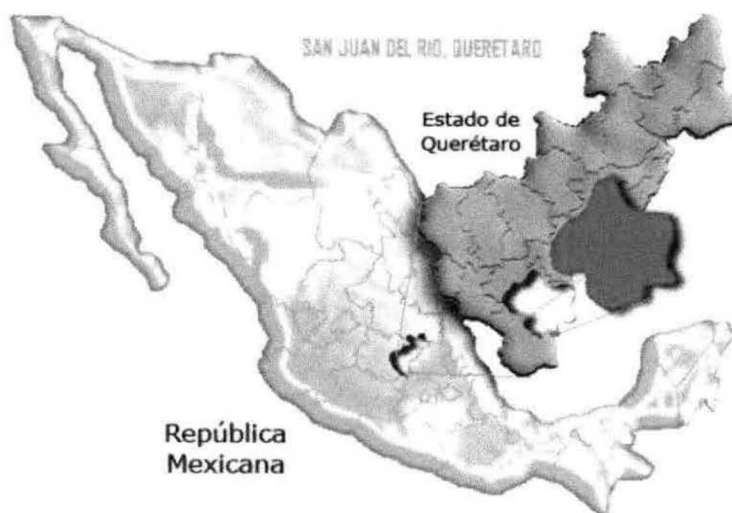 SAN JUAN DEL RIO, QUERETARO
Estado de
Querétaro
República
Mexicana